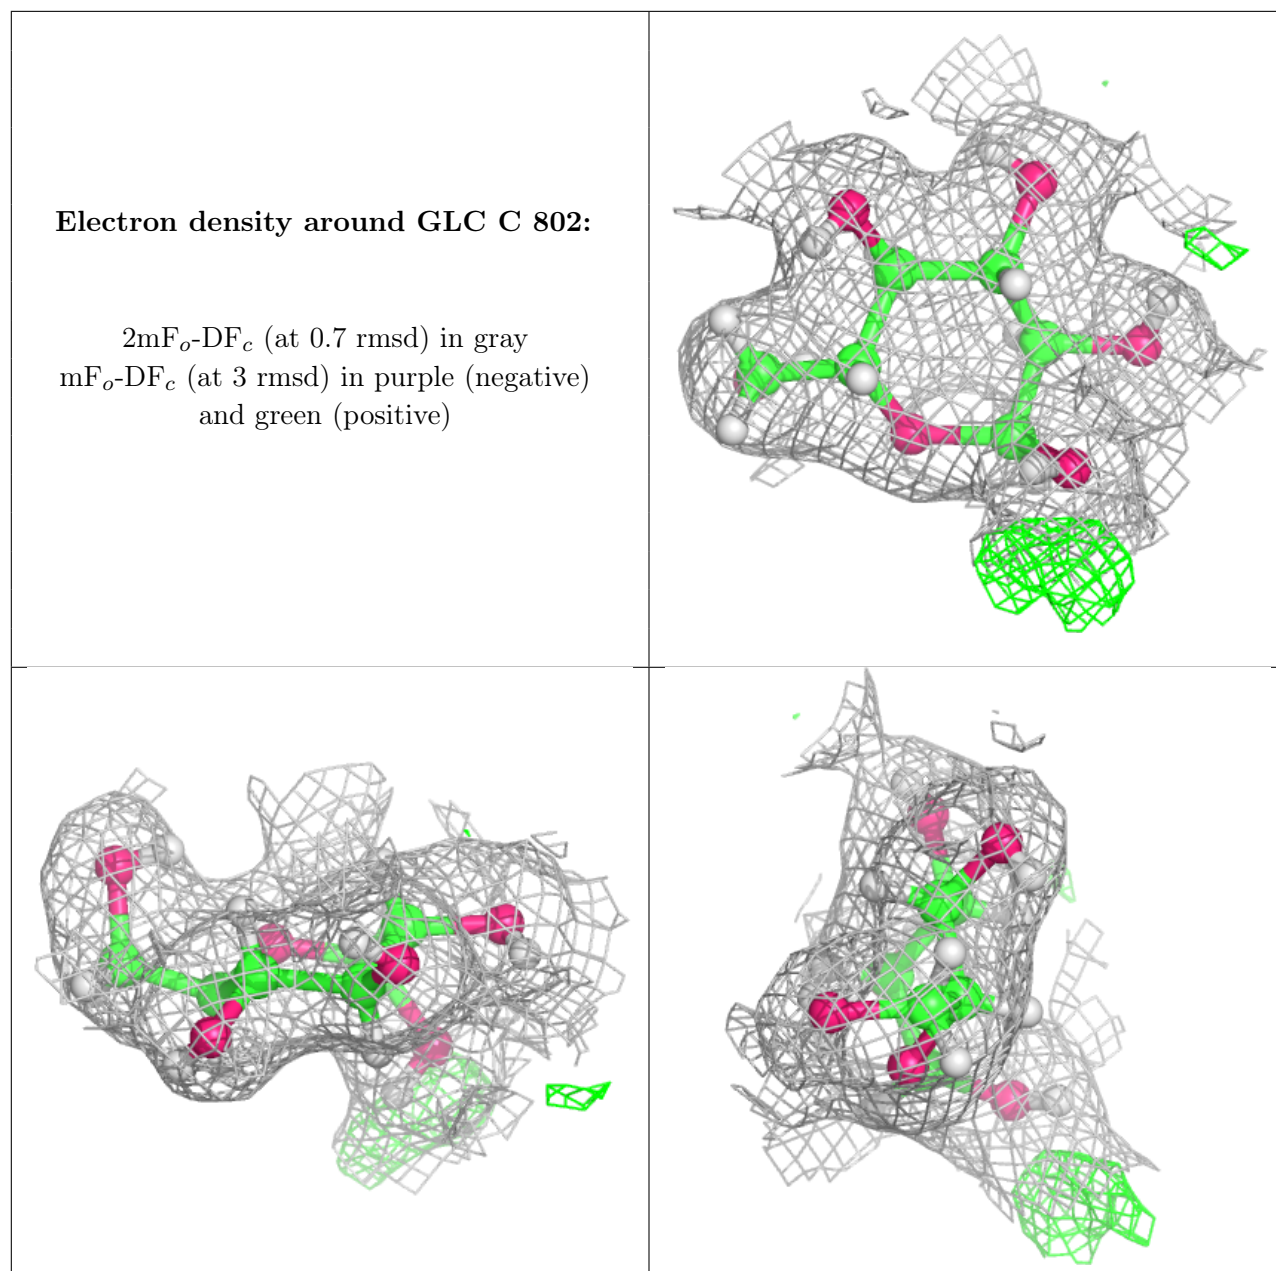 Electron density around GLC C 802:
2mFo-DFc (at 0.7 rmsd) in gray
mFo-DFc (at 3 rmsd) in purple (negative)
and green (positive)